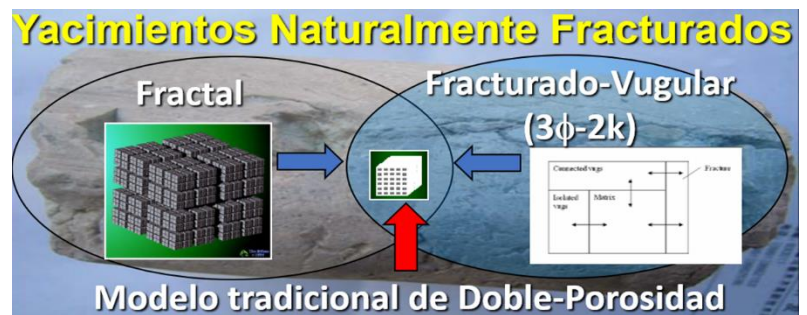 Yacimientos Naturalmente Fracturados
Fractal
Fracturado-Vugular
(3ϕ-2k)
Connected vugs
Fracture
Isolated
vugs
Matrix
Modelo tradicional de Doble-Porosidad